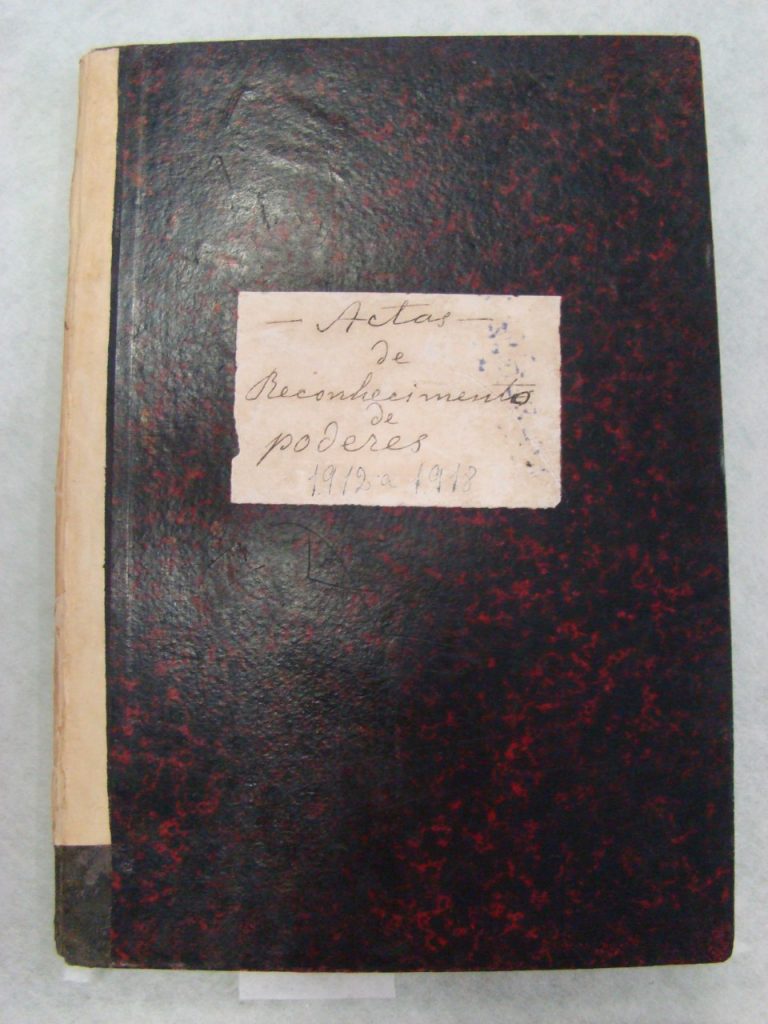 — Actas —
de
Reconhecimento
de
poderes
1912 a 1918